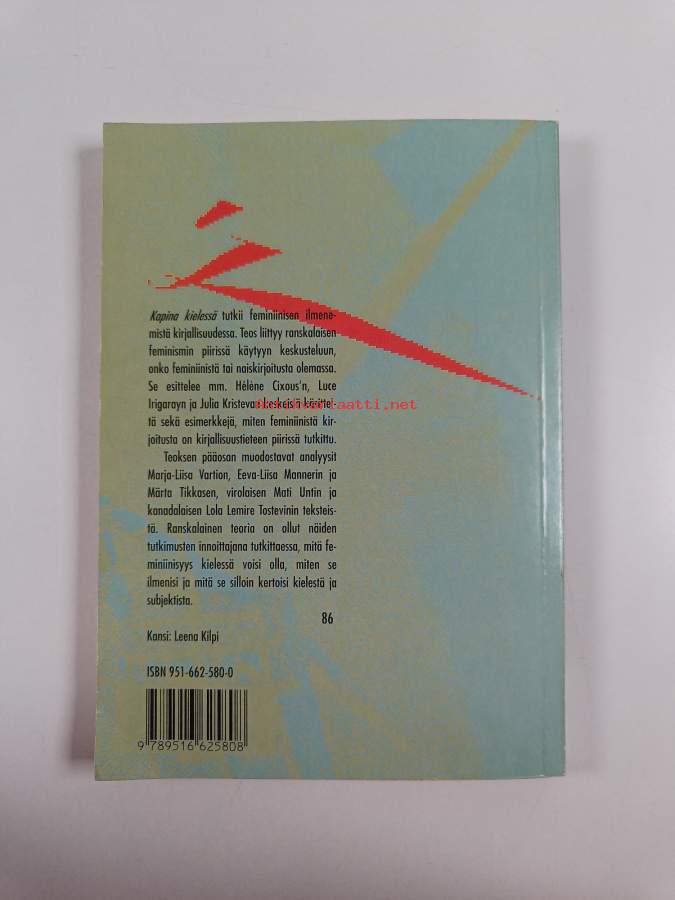 Kapina kielessä tutkii feminiinisen ilmene-
mistä kirjallisuudessa. Teos liittyy ranskalaisen
feminismin piirissä käytyyn keskusteluun,
onko feminiinistä tai naiskirjoitusta olemassa.
Se esittelee mm. Hélène Cixous'n, Luce
Irigarayn ja Julia Kristevan keskeisiä käsittei-
tä sekä esimerkkejä, miten feminiinistä kir-
joitusta on kirjallisuustieteen piirissä tutkittu.
Teoksen pääosan muodostavat analyysit
Marja-Liisa Vartion, Eeva-Liisa Mannerin ja
Märta Tikkasen, virolaisen Mati Untin ja
kanadalaisen Lola Lemire Tostevinin teksteis-
tä. Ranskalainen teoria on ollut näiden
tutkimusten innoittajana tutkittaessa, mitä fe-
miniinisyys kielessä voisi olla, miten se
ilmenisi ja mitä se silloin kertoisi kielestä ja
subjektista.
86
Kansi: Leena Kilpi
ISBN 951-662-580-0
9 789516 625808